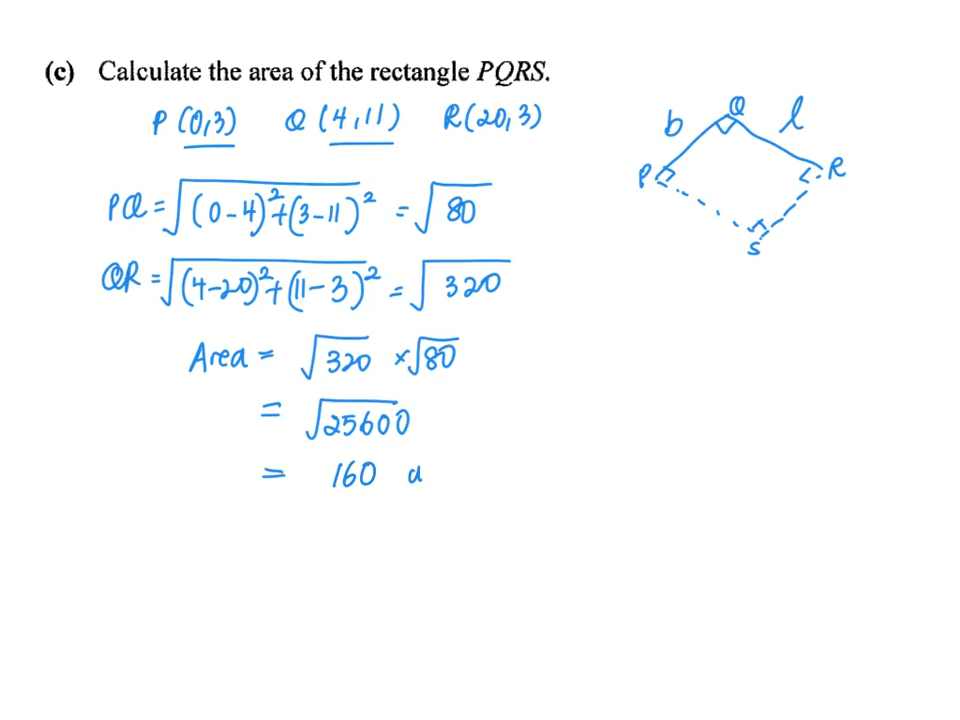 (c) Calculate the area of the rectangle PQRS.
P (0,3) Q (4,11) R(20,3)
b Q l
P R
S
PQ = √(0-4)²+(3-11)² = √80
QR = √(4-20)²+(11-3)² = √320
Area = √320 × √80
= √25600
= 160 u